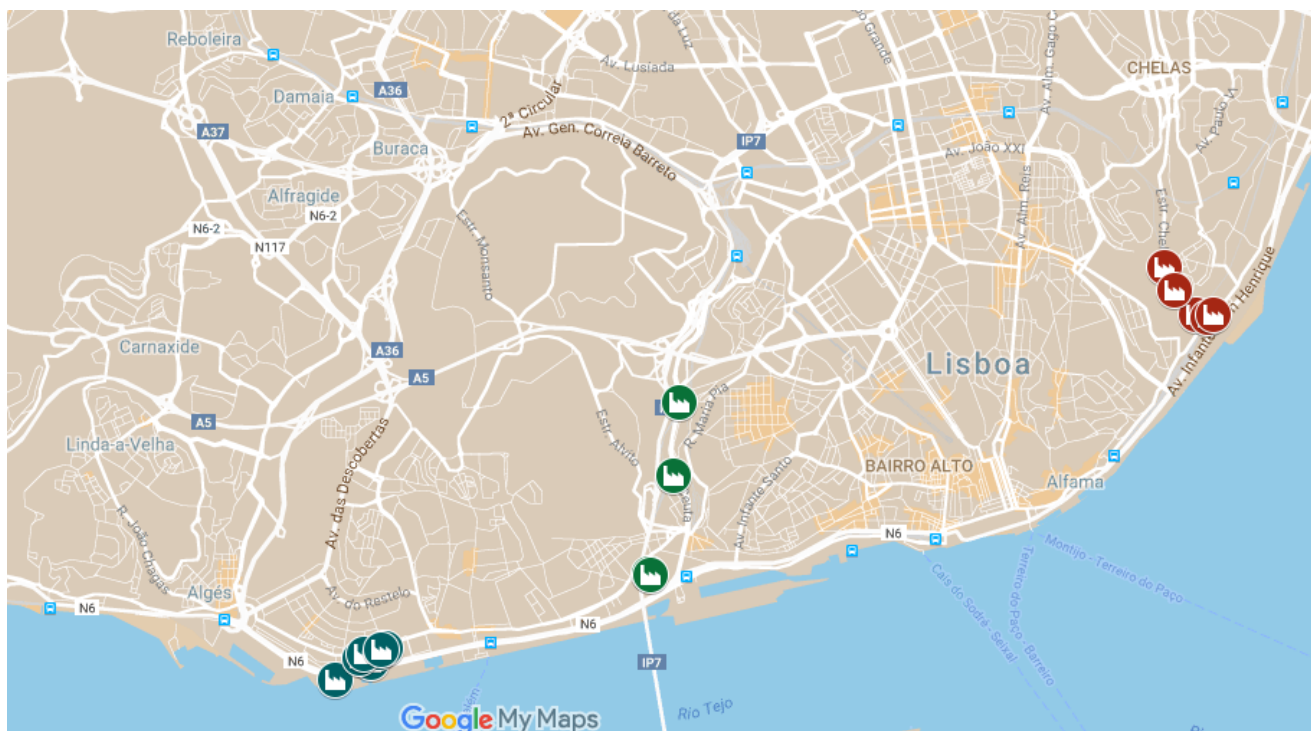 Reboleira
Av. Lusíada
CHELAS
Damaia
A36
2ª Circular
A37
Av. Gen. Correia Barreto
IP7
Av. João XXI
Buraca
Av. Alm. Gago C
Av. Paulo VI
Alfragide
N6-2
N6-2
N117
Estr. Monsanto
Av. Alm. Reis
Estr. Chel
Carnaxide
A36
Lisboa
A5
A5
R. Maria Pia
Estr. Alvito
Linda-a-Velha
Av. das Descobertas
BAIRRO ALTO
Alfama
Av. Infante Santo
Ceuta
R. João Chagas
N6
Algés
Av. do Restelo
N6
N6
N6
IP7
Montijo - Terreiro do Paço
Cais do Sodré - Seixal
Terreiro do Paço - Barreiro
Rio Tejo
Google My Maps